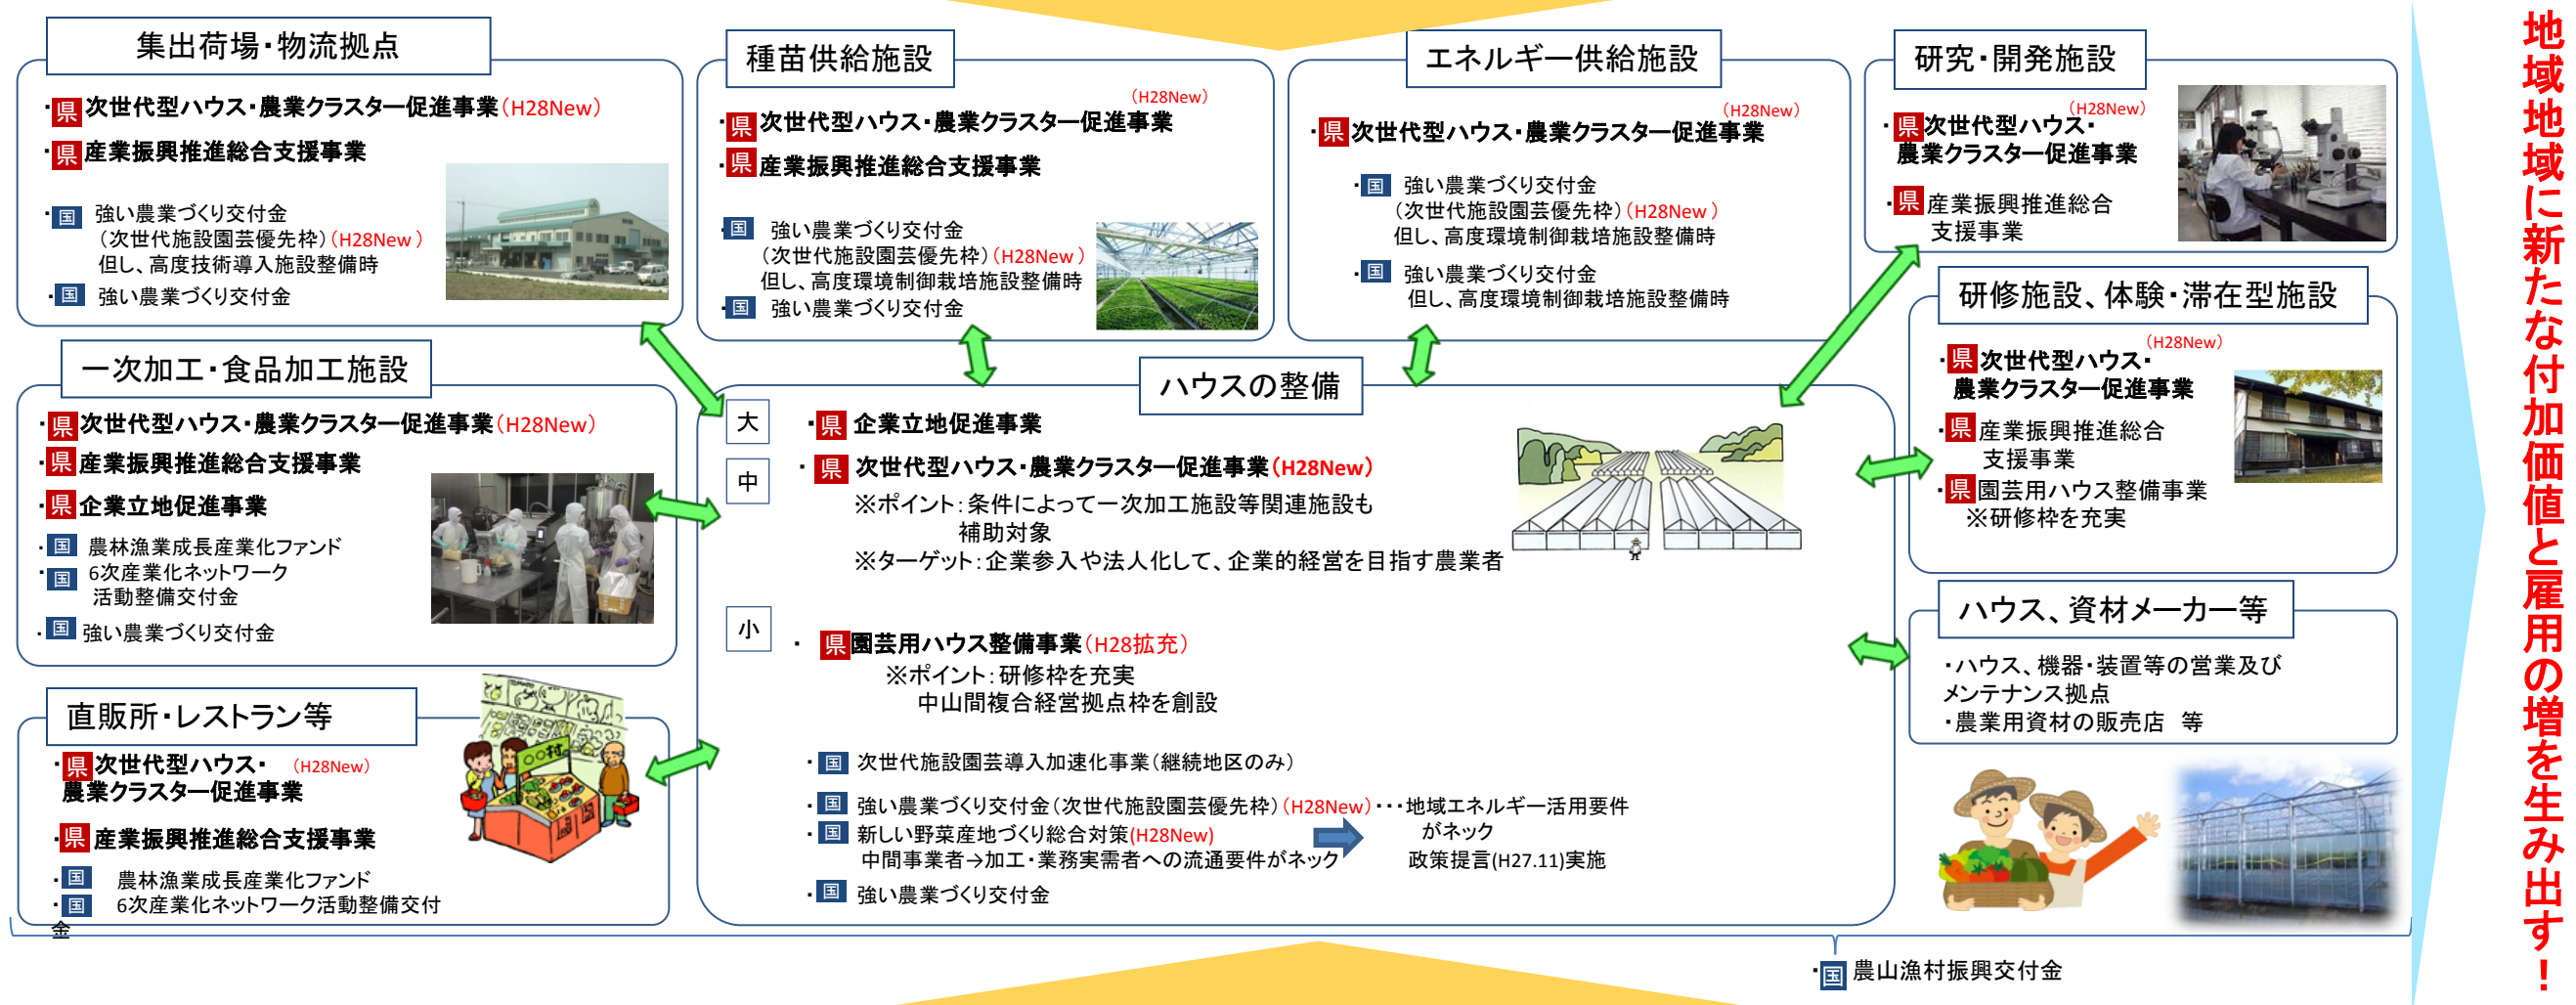 集出荷場・物流拠点
・県 次世代型ハウス・農業クラスター促進事業（H28New）
・県 産業振興推進総合支援事業
・国 強い農業づくり交付金
（次世代施設園芸優先枠）（H28New）
但し、高度技術導入施設整備時
・国 強い農業づくり交付金
種苗供給施設
（H28New）
・県 次世代型ハウス・農業クラスター促進事業
・県 産業振興推進総合支援事業
・国 強い農業づくり交付金
（次世代施設園芸優先枠）（H28New）
但し、高度環境制御栽培施設整備時
・国 強い農業づくり交付金
エネルギー供給施設
（H28New）
・県 次世代型ハウス・農業クラスター促進事業
・国 強い農業づくり交付金
（次世代施設園芸優先枠）（H28New）
但し、高度環境制御栽培施設整備時
・国 強い農業づくり交付金
但し、高度環境制御栽培施設整備時
研究・開発施設
（H28New）
・県 次世代型ハウス・
農業クラスター促進事業
・県 産業振興推進総合
支援事業
研修施設、体験・滞在型施設
（H28New）
・県 次世代型ハウス・
農業クラスター促進事業
・県 産業振興推進総合
支援事業
・県 園芸用ハウス整備事業
※研修枠を充実
一次加工・食品加工施設
・県 次世代型ハウス・農業クラスター促進事業（H28New）
・県 産業振興推進総合支援事業
・県 企業立地促進事業
・国 農林漁業成長産業化ファンド
・国 6次産業化ネットワーク
活動整備交付金
・国 強い農業づくり交付金
ハウスの整備
大
・県 企業立地促進事業
中
・県 次世代型ハウス・農業クラスター促進事業（H28New）
※ポイント：条件によって一次加工施設等関連施設も
補助対象
※ターゲット：企業参入や法人化して、企業的経営を目指す農業者
小
・県 園芸用ハウス整備事業（H28拡充）
※ポイント：研修枠を充実
中山間複合経営拠点枠を創設
・国 次世代施設園芸導入加速化事業（継続地区のみ）
・国 強い農業づくり交付金（次世代施設園芸優先枠）（H28New）・・・地域エネルギー活用要件
がネック
・国 新しい野菜産地づくり総合対策(H28New)
中間事業者→加工・業務実需者への流通要件がネック
政策提言(H27.11)実施
・国 強い農業づくり交付金
ハウス、資材メーカー等
・ハウス、機器・装置等の営業及び
メンテナンス拠点
・農業用資材の販売店　等
直販所・レストラン等
・県 次世代型ハウス・（H28New）
農業クラスター促進事業
・県 産業振興推進総合支援事業
・国 農林漁業成長産業化ファンド
・国 6次産業化ネットワーク活動整備交付
金
〇〇村
・国 農山漁村振興交付金
地域地域に新たな付加価値と雇用の増を生み出す！